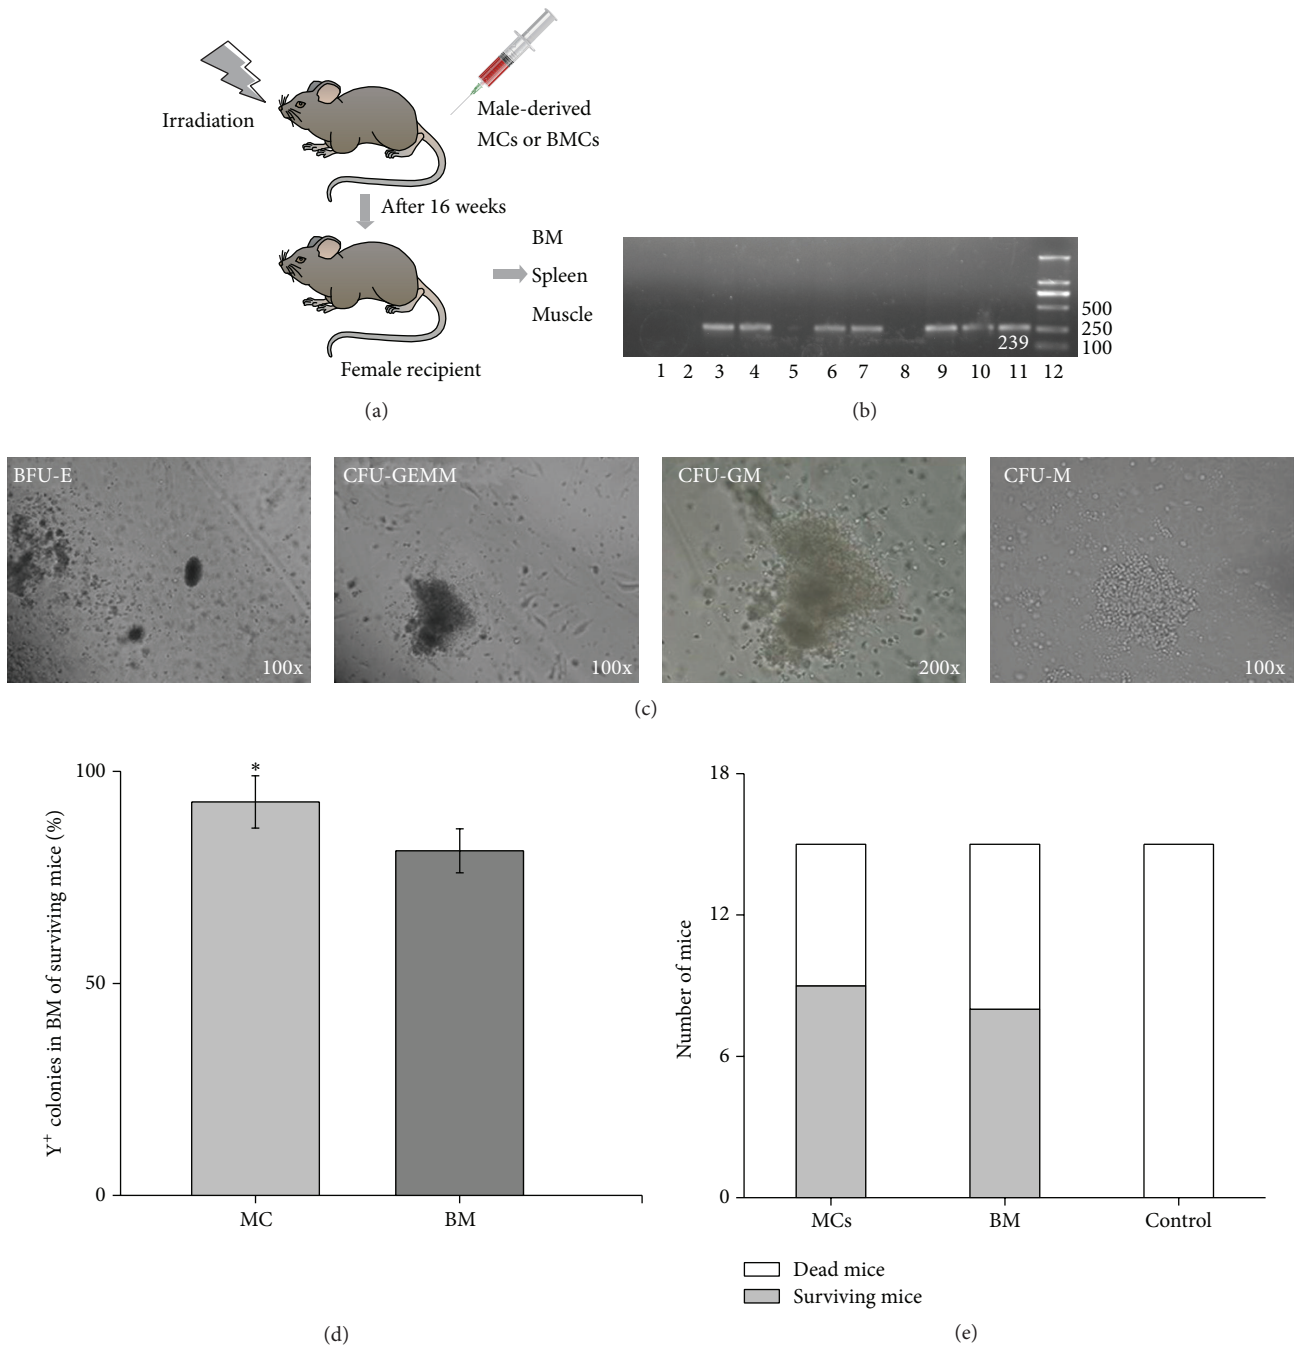 Irradiation
Male-derived
MCs or BMCs
After 16 weeks
BM
Spleen
Muscle
Female recipient
(a)
500
250
100
239
1 2 3 4 5 6 7 8 9 10 11 12
(b)
BFU-E
100x
CFU-GEMM
100x
CFU-GM
200x
CFU-M
100x
(c)
Y+ colonies in BM of surviving mice (%)
100
50
0
*
MC BM
(d)
Number of mice
18
12
6
0
MCs BM Control
Dead mice
Surviving mice
(e)